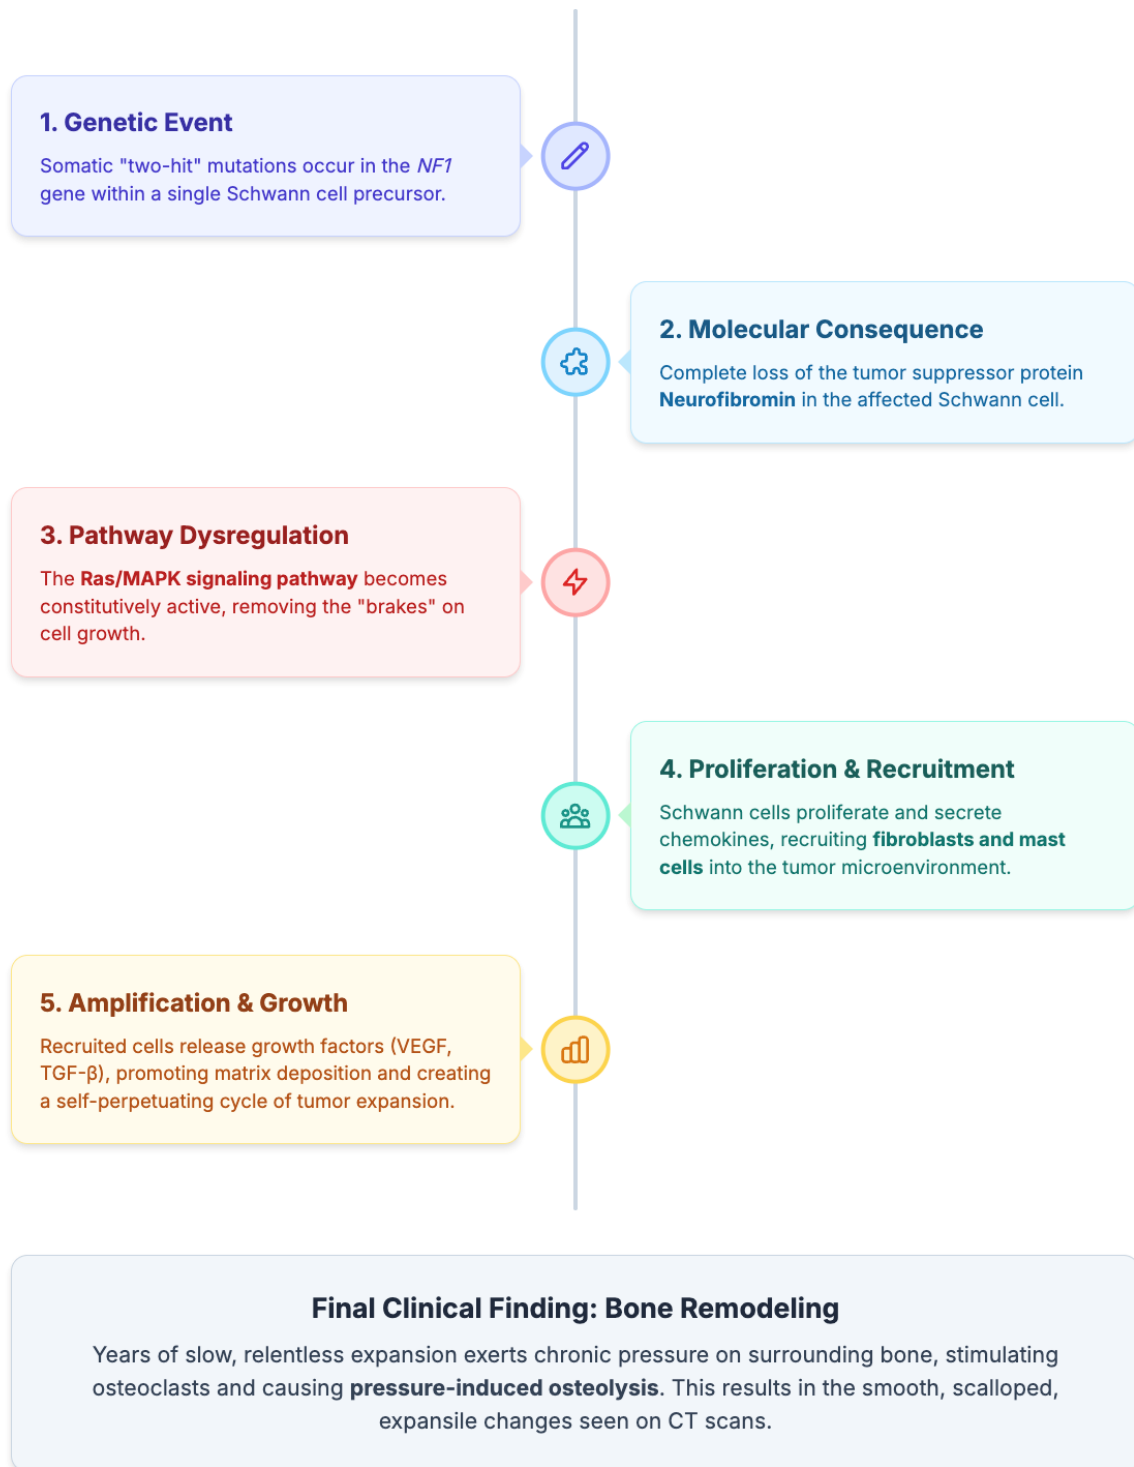 1. Genetic Event
Somatic "two-hit" mutations occur in the NF1
gene within a single Schwann cell precursor.
2. Molecular Consequence
Complete loss of the tumor suppressor protein
Neurofibromin in the affected Schwann cell.
3. Pathway Dysregulation
The Ras/MAPK signaling pathway becomes
constitutively active, removing the "brakes" on
cell growth.
4. Proliferation & Recruitment
Schwann cells proliferate and secrete
chemokines, recruiting fibroblasts and mast
cells into the tumor microenvironment.
5. Amplification & Growth
Recruited cells release growth factors (VEGF,
TGF-β), promoting matrix deposition and creating
a self-perpetuating cycle of tumor expansion.
Final Clinical Finding: Bone Remodeling
Years of slow, relentless expansion exerts chronic pressure on surrounding bone, stimulating
osteoclasts and causing pressure-induced osteolysis. This results in the smooth, scalloped,
expansile changes seen on CT scans.